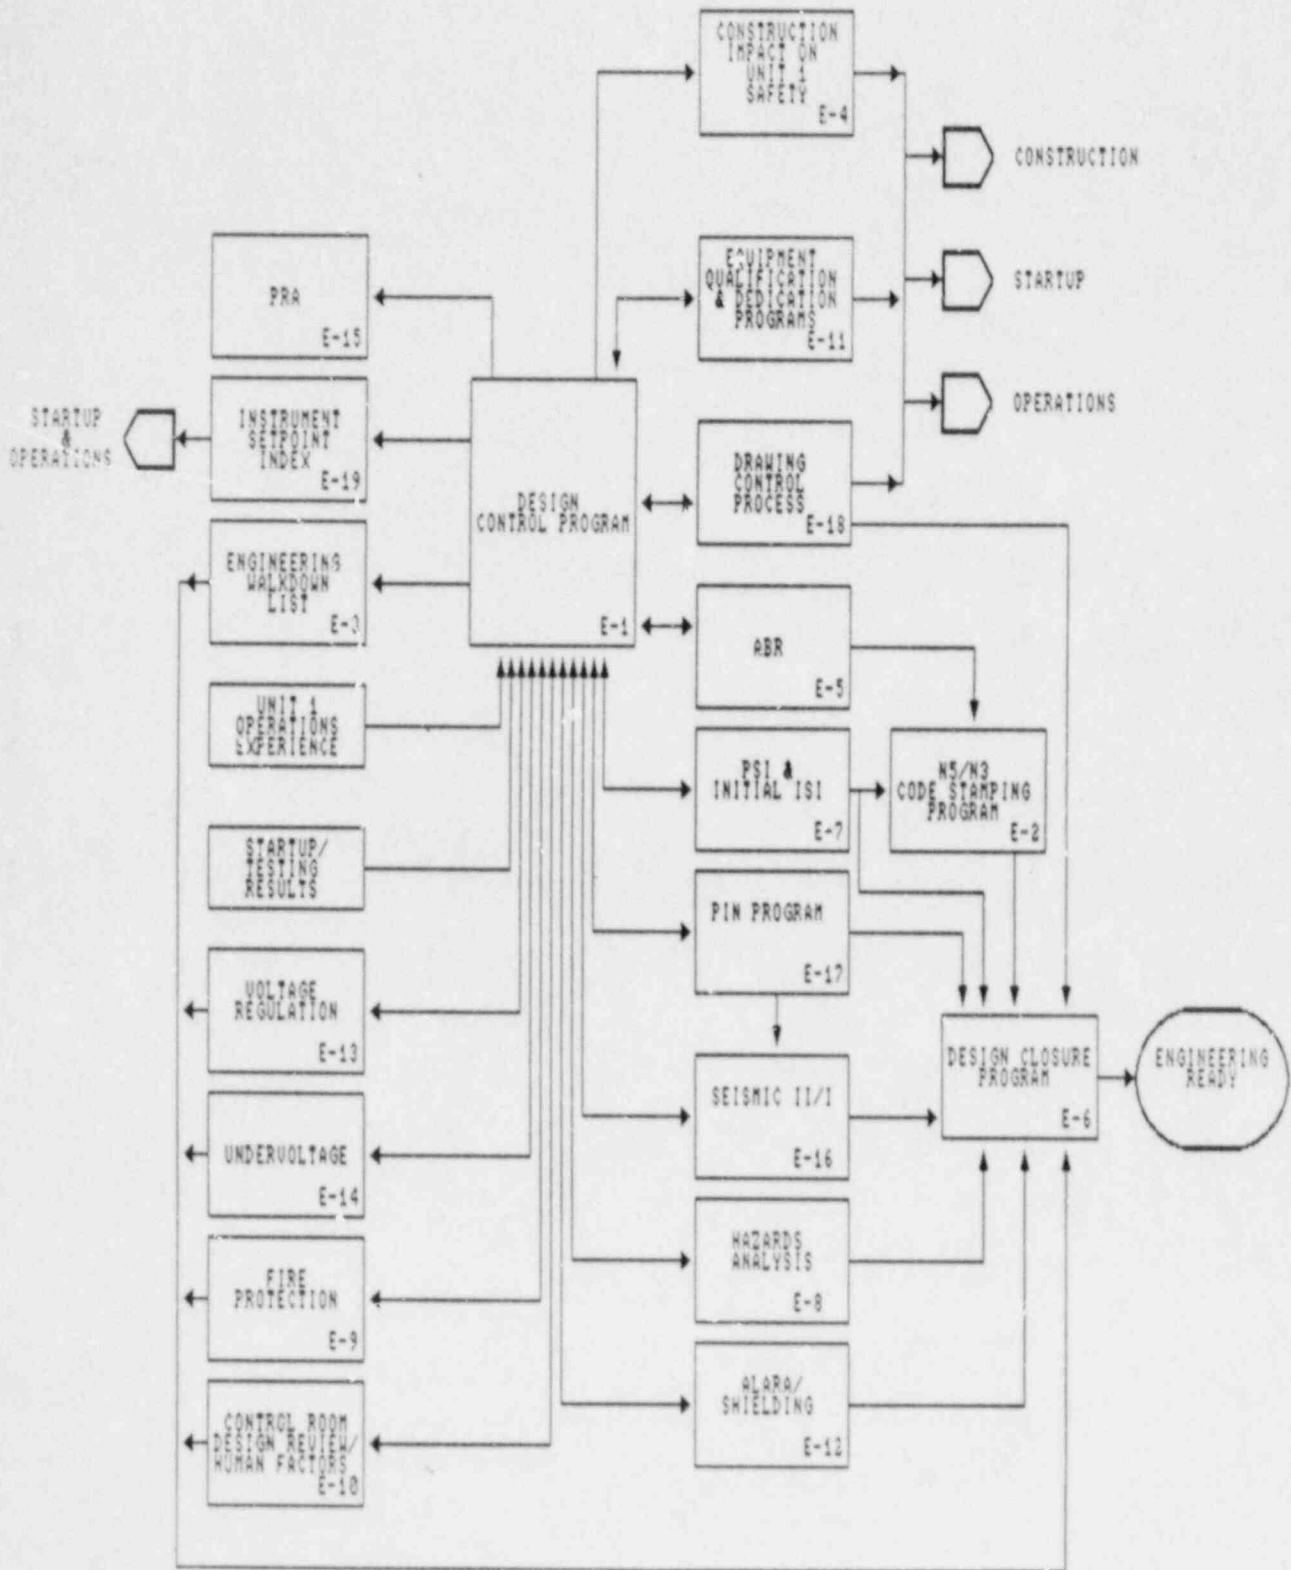 CONSTRUCTION
IMPACT ON
UNIT 1
SAFETY
E-4
CONSTRUCTION
EQUIPMENT
QUALIFICATION
& DEDICATION
PROGRAMS
E-11
STARTUP
OPERATIONS
PRA
E-15
STARTUP
&
OPERATIONS
INSTRUMENT
SETPOINT
INDEX
E-19
DESIGN
CONTROL PROGRAM
E-1
DRAWING
CONTROL
PROCESS
E-18
ENGINEERING
WALKDOWN
LIST
E-3
ABR
E-5
UNIT 1
OPERATIONS
EXPERIENCE
PSI &
INITIAL ISI
E-7
N5/N3
CODE STAMPING
PROGRAM
E-2
STARTUP/
TESTING
RESULTS
PIN PROGRAM
E-17
VOLTAGE
REGULATION
E-13
SEISMIC II/I
E-16
DESIGN CLOSURE
PROGRAM
E-6
ENGINEERING
READY
UNDERVOLTAGE
E-14
HAZARDS
ANALYSIS
E-8
FIRE
PROTECTION
E-9
ALARA/
SHIELDING
E-12
CONTROL ROOM
DESIGN REVIEW/
HUMAN FACTORS
E-10